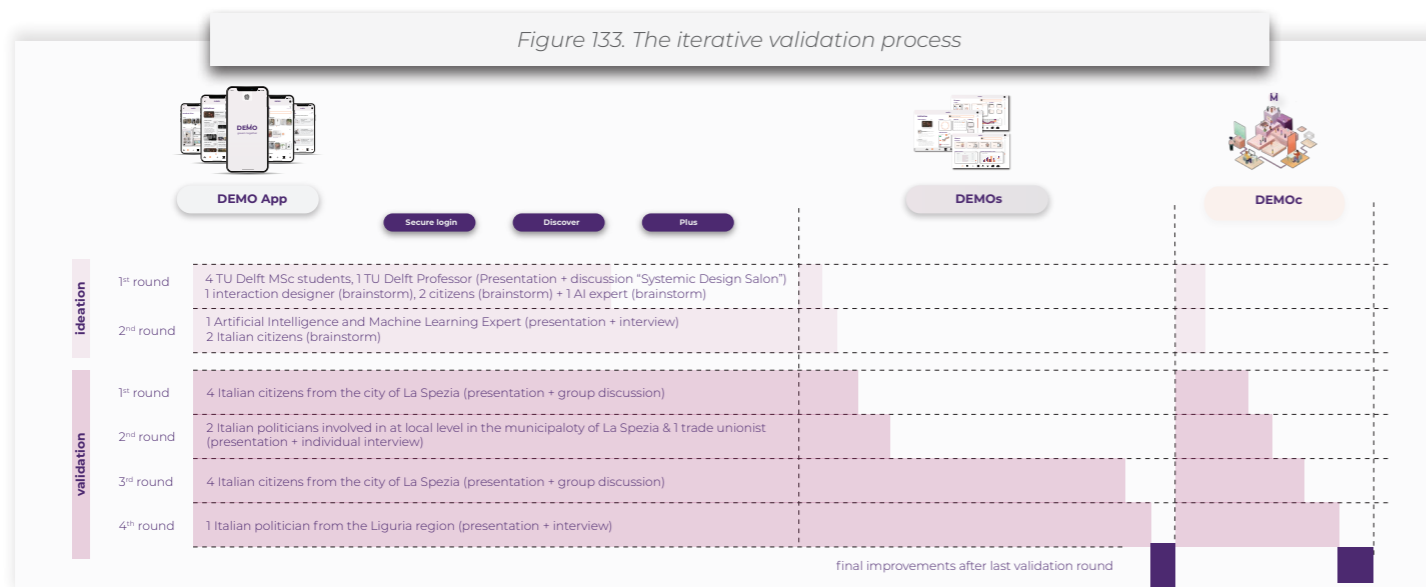 Figure 133. The iterative validation process
DEMO
M
DEMO App
DEMOs
DEMOc
Secure login
Discover
Plus
ideation
1st round
4 TU Delft MSc students, 1 TU Delft Professor (Presentation + discussion “Systemic Design Salon”)
1 interaction designer (brainstorm), 2 citizens (brainstorm) + 1 AI expert (brainstorm)
2nd round
1 Artificial Intelligence and Machine Learning Expert (presentation + interview)
2 Italian citizens (brainstorm)
validation
1st round
4 Italian citizens from the city of La Spezia (presentation + group discussion)
2nd round
2 Italian politicians involved in at local level in the municipaloty of La Spezia & 1 trade unionist
(presentation + individual interview)
3rd round
4 Italian citizens from the city of La Spezia (presentation + group discussion)
4th round
1 Italian politician from the Liguria region (presentation + interview)
final improvements after last validation round